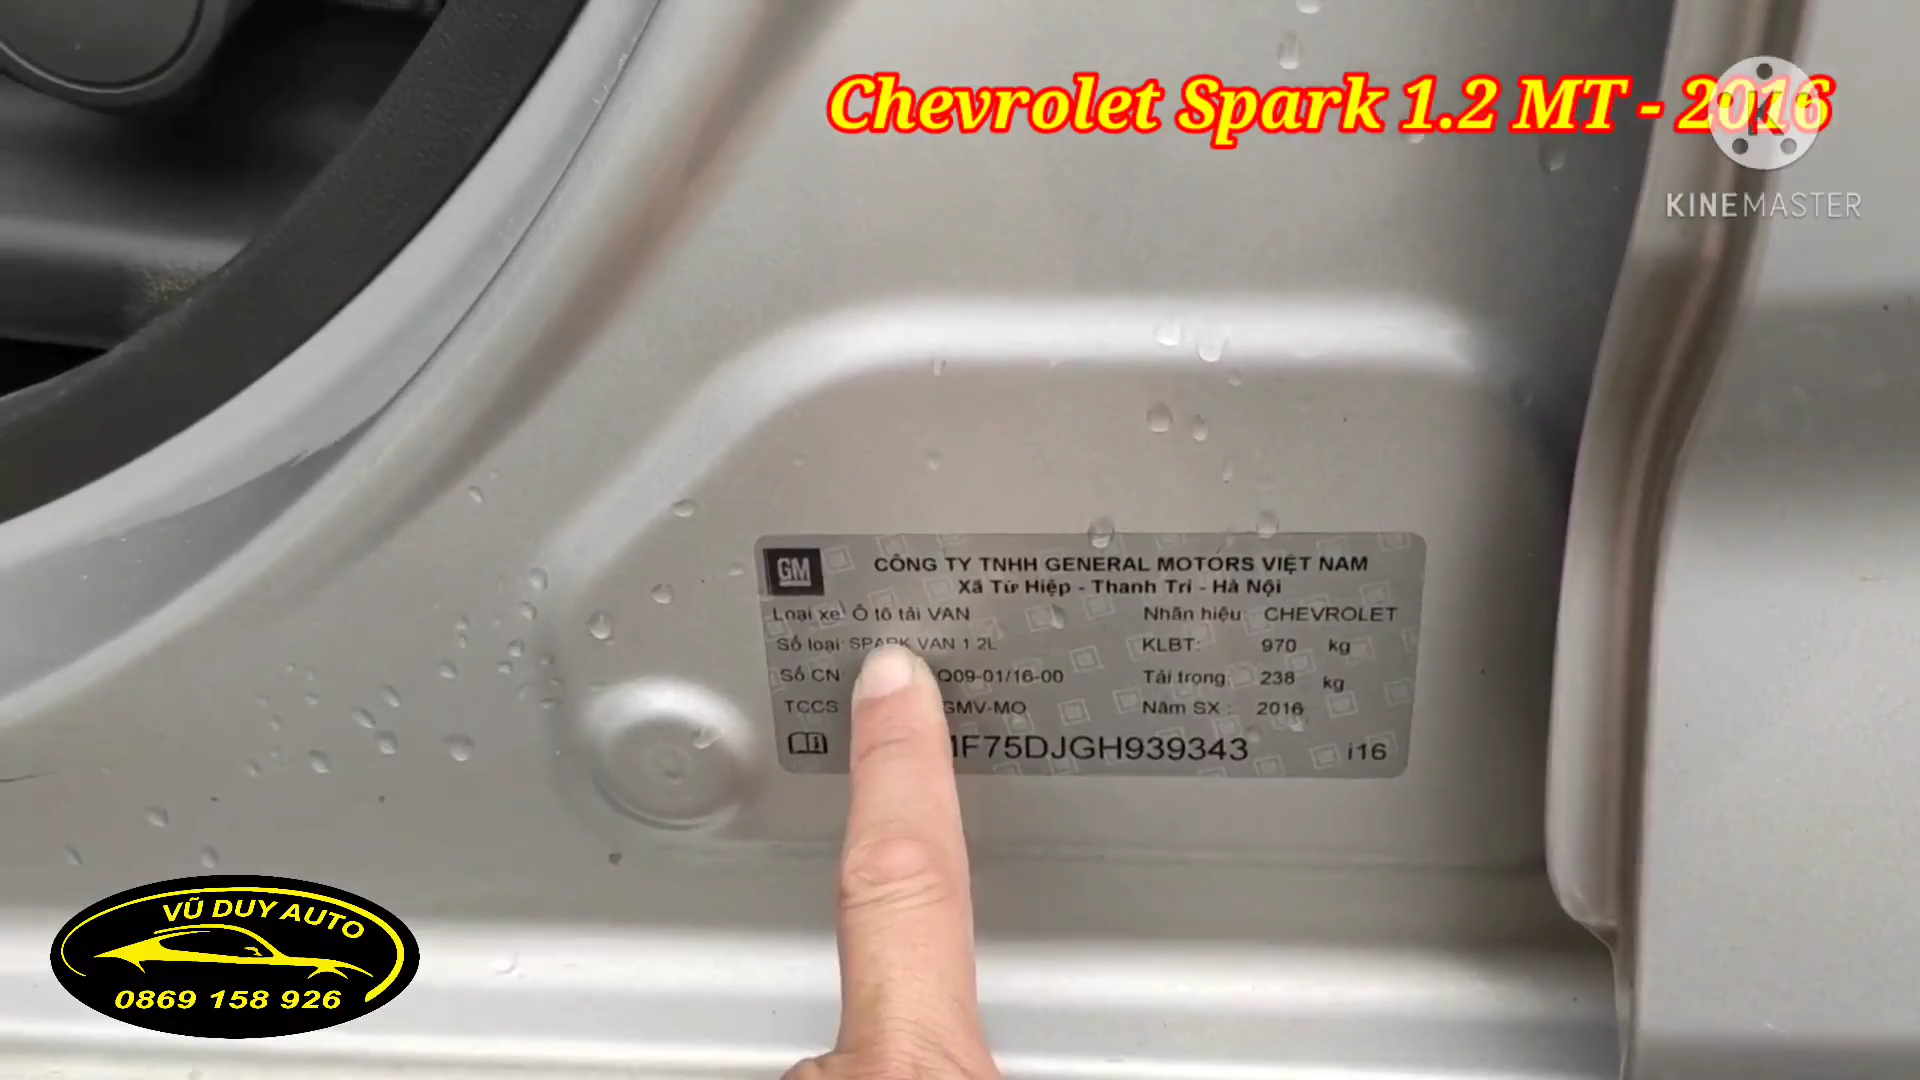 Chevrolet Spark 1.2 MT - 2016
KINEMASTER
GM
CÔNG TY TNHH GENERAL MOTORS VIỆT NAM
Xã Tứ Hiệp - Thanh Trì - Hà Nội
Loại xe: Ô tô tải VAN
Nhãn hiệu: CHEVROLET
Số loại: SPARK VAN 1.2L
KLBT: 970 kg
Số CN Q09-01/16-00
Tải trọng: 238 kg
TCCS GMV-MO
Năm SX : 2016
F75DJGH939343 i16
VŨ DUY AUTO
0869 158 926